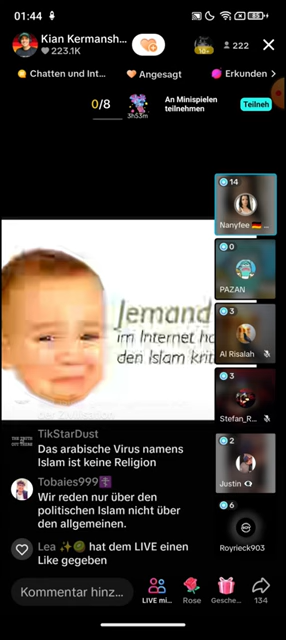 01:44
85
Kian Kermansh...
223.1K
10+
222
Chatten und Int...
Angesagt
Erkunden >
0/8
3h53m
An Minispielen
teilnehmen
Teilneh
14
Nanyfee
0
PAZAN
3
Al Risalah
3
Stefan_R...
2
Justin
6
Royrieck903
Jemand
im Internet ha
den Islam krit
TikStarDust
Das arabische Virus namens
Islam ist keine Religion
Tobaies999
Wir reden nur über den
politischen Islam nicht über
den allgemeinen.
Lea hat dem LIVE einen
Like gegeben
Kommentar hinz...
LIVE mi...
Rose
Gesche...
134